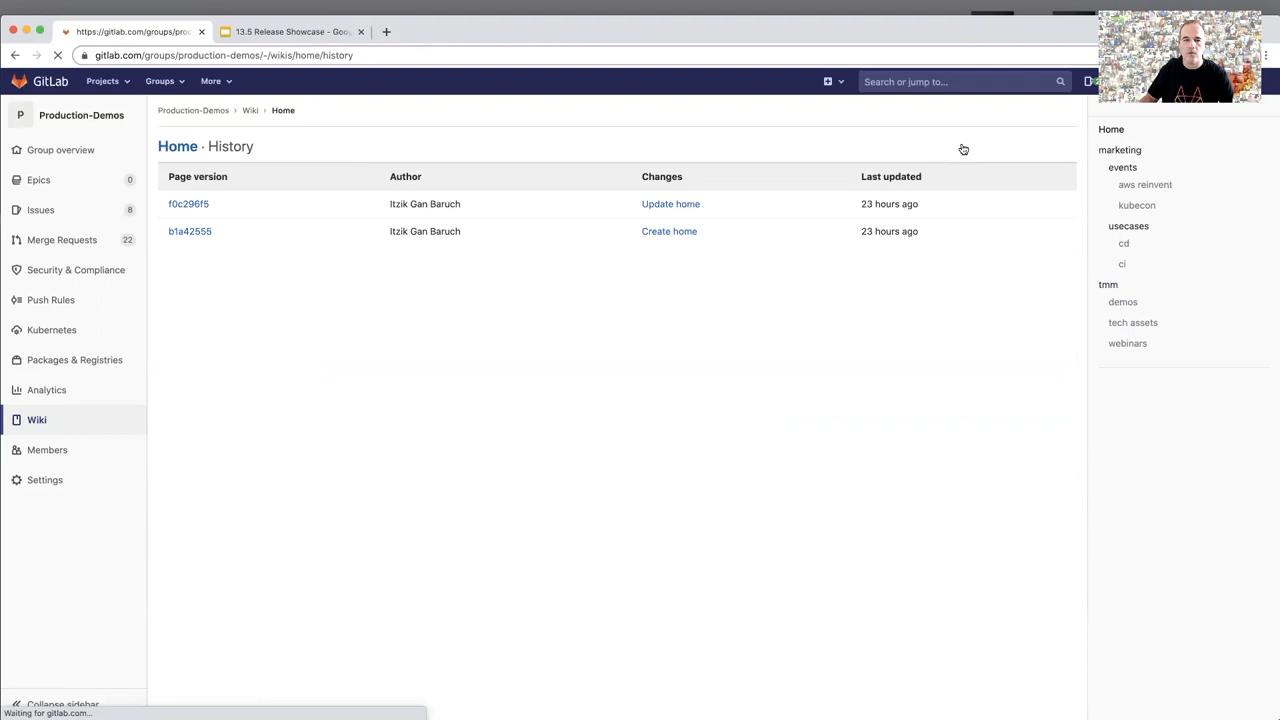 https://gitlab.com/groups/proc
13.5 Release Showcase - Goo
gitlab.com/groups/production-demos/-/wikis/home/history
GitLab
Projects
Groups
More
Search or jump to...
P
Production-Demos
Group overview
Epics
0
Issues
8
Merge Requests
22
Security & Compliance
Push Rules
Kubernetes
Packages & Registries
Analytics
Wiki
Members
Settings
Collapse sidebar
Waiting for gitlab.com...
Production-Demos › Wiki › Home
Home · History
Page version Author Changes Last updated
f0c296f5 Itzik Gan Baruch Update home 23 hours ago
b1a42555 Itzik Gan Baruch Create home 23 hours ago
Home
marketing
events
aws reinvent
kubecon
usecases
cd
ci
tmm
demos
tech assets
webinars